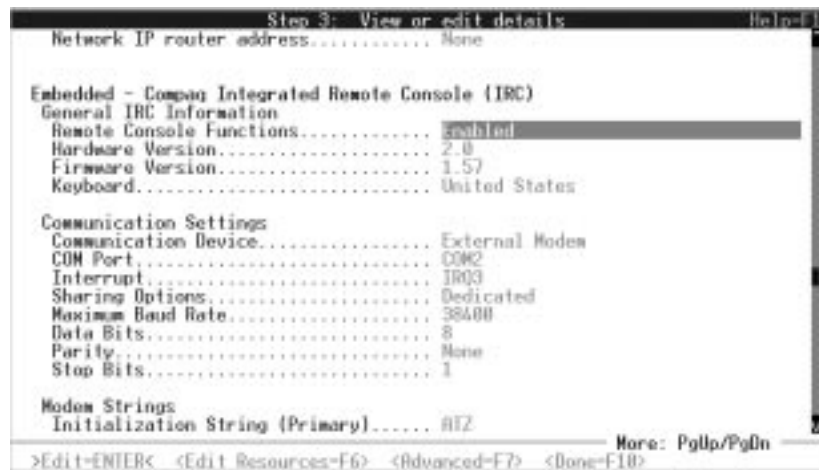 Step 3: View or edit details Help=F1
Network IP router address............ None
Embedded - Compaq Integrated Remote Console (IRC)
General IRC Information
Remote Console Functions............. Enabled
Hardware Version..................... 2.0
Firmware Version..................... 1.57
Keyboard............................. United States
Communication Settings
Communication Device................. External Modem
COM Port............................. COM2
Interrupt............................ IRQ3
Sharing Options...................... Dedicated
Maximum Baud Rate.................... 38400
Data Bits............................ 8
Parity............................... None
Stop Bits............................ 1
Modem Strings
Initialization String (Primary)...... ATZ
More: PgUp/PgDn
>Edit=ENTER< <Edit Resources=F6> <Advanced=F7> <Done=F10>